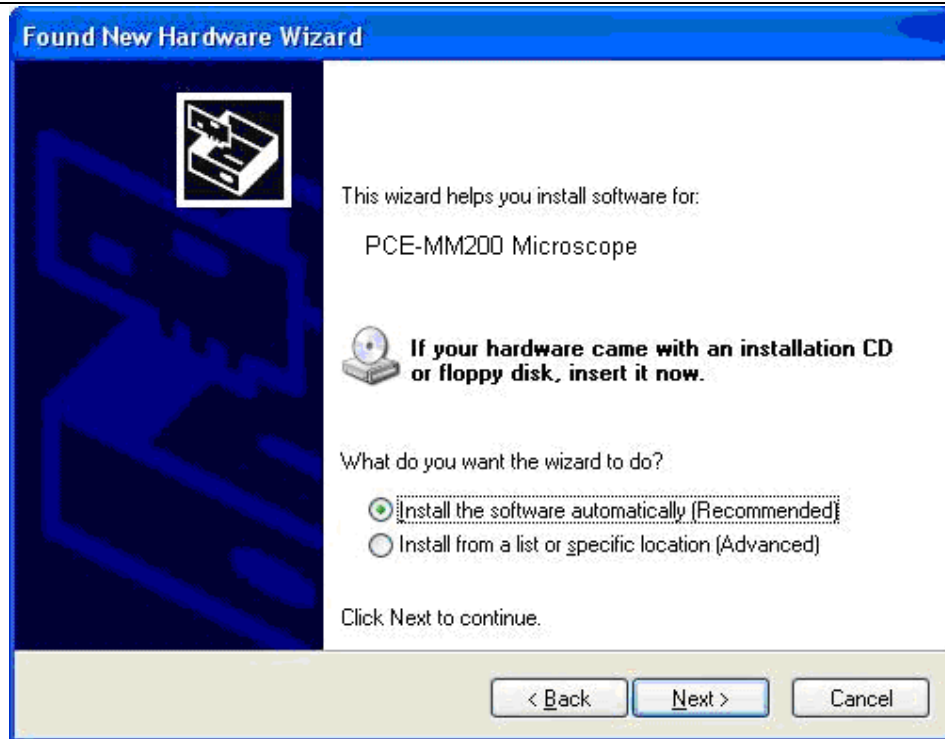 Found New Hardware Wizard
This wizard helps you install software for:
PCE-MM200 Microscope
If your hardware came with an installation CD
or floppy disk, insert it now.
What do you want the wizard to do?
Install the software automatically (Recommended)
Install from a list or specific location (Advanced)
Click Next to continue.
< Back
Next >
Cancel